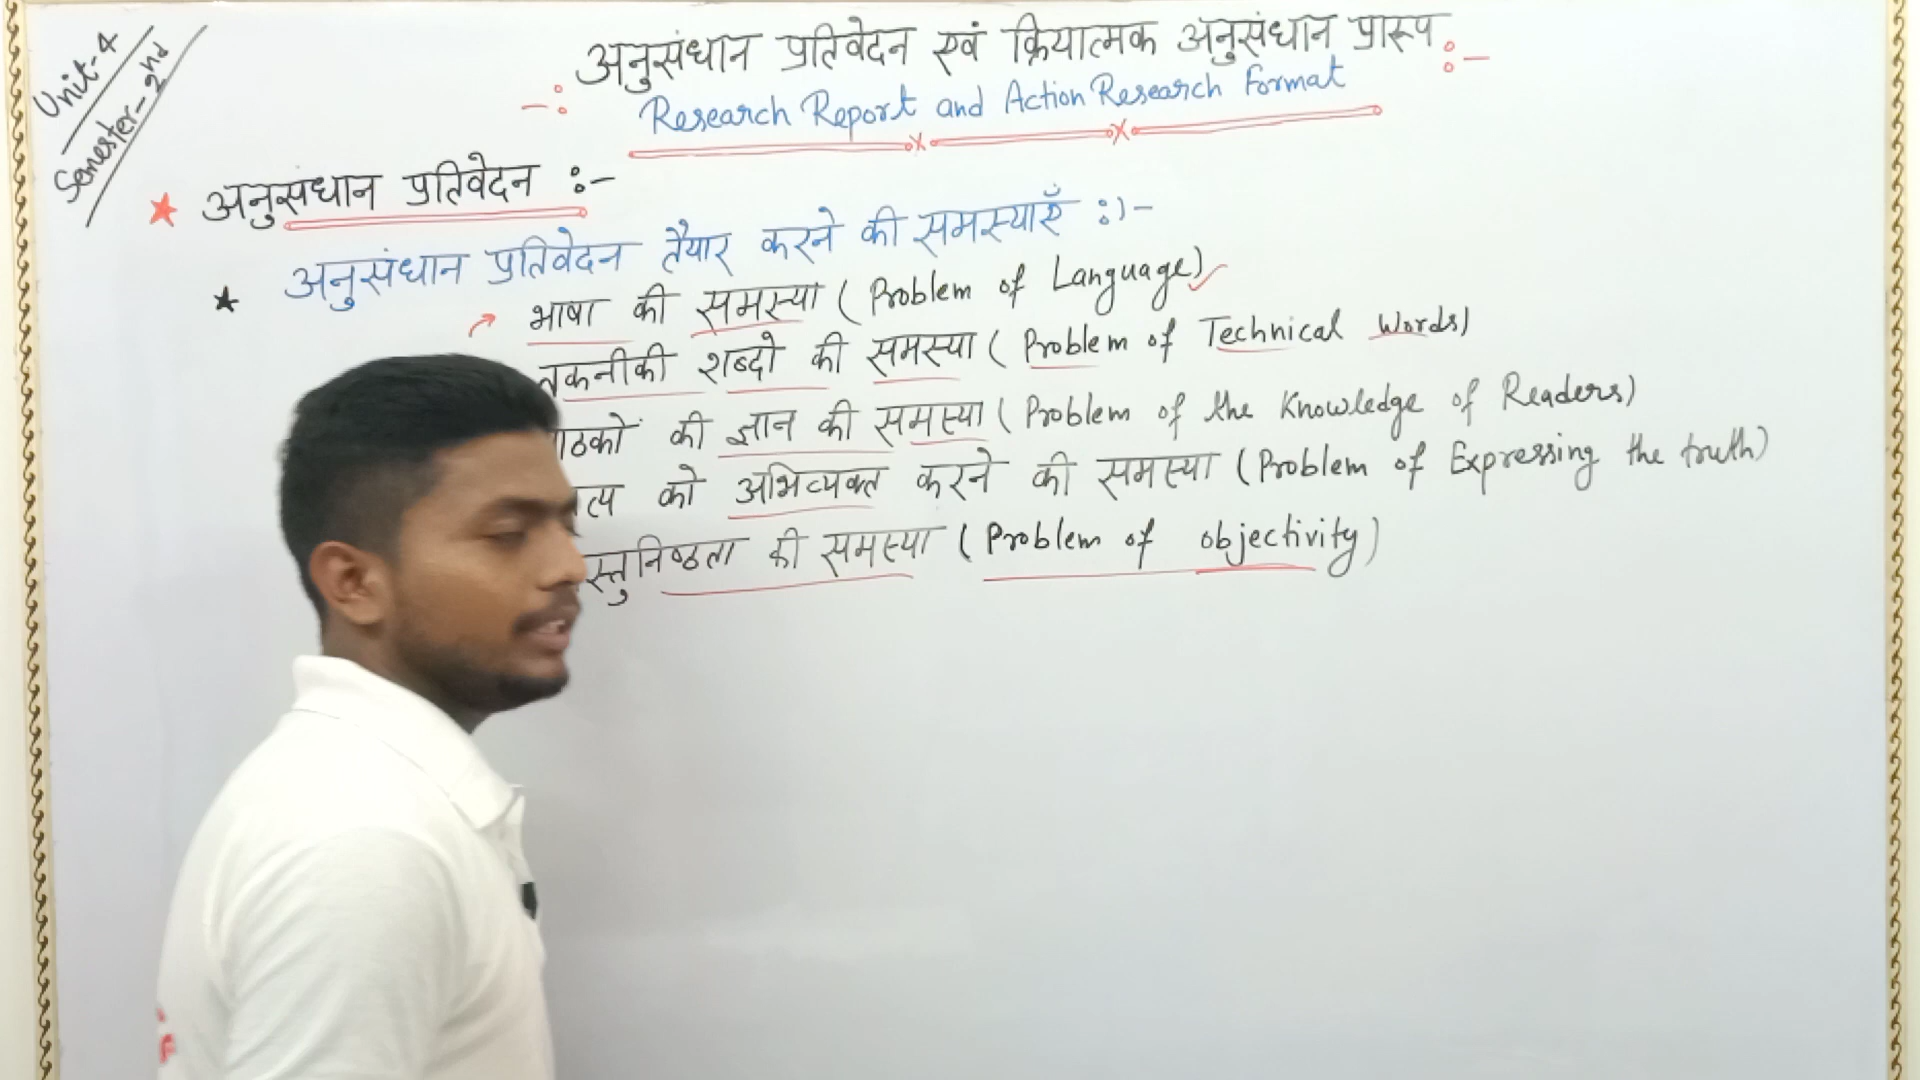 Unit-4
Semester-2nd
-: अनुसंधान प्रतिवेदन एवं क्रियात्मक अनुसंधान प्रारूप :-
Research Report and Action Research Format
★ अनुसंधान प्रतिवेदन :-
★ अनुसंधान प्रतिवेदन तैयार करने की समस्याएँ :)-
भाषा की समस्या ( Problem of Language)
तकनीकी शब्दो की समस्या ( Problem of Technical Words)
की ज्ञान की समस्या ( Problem of the Knowledge of Readers)
को अभिव्यक्त करने की समस्या ( Problem of Expressing the truth)
की समस्या ( Problem of objectivity)